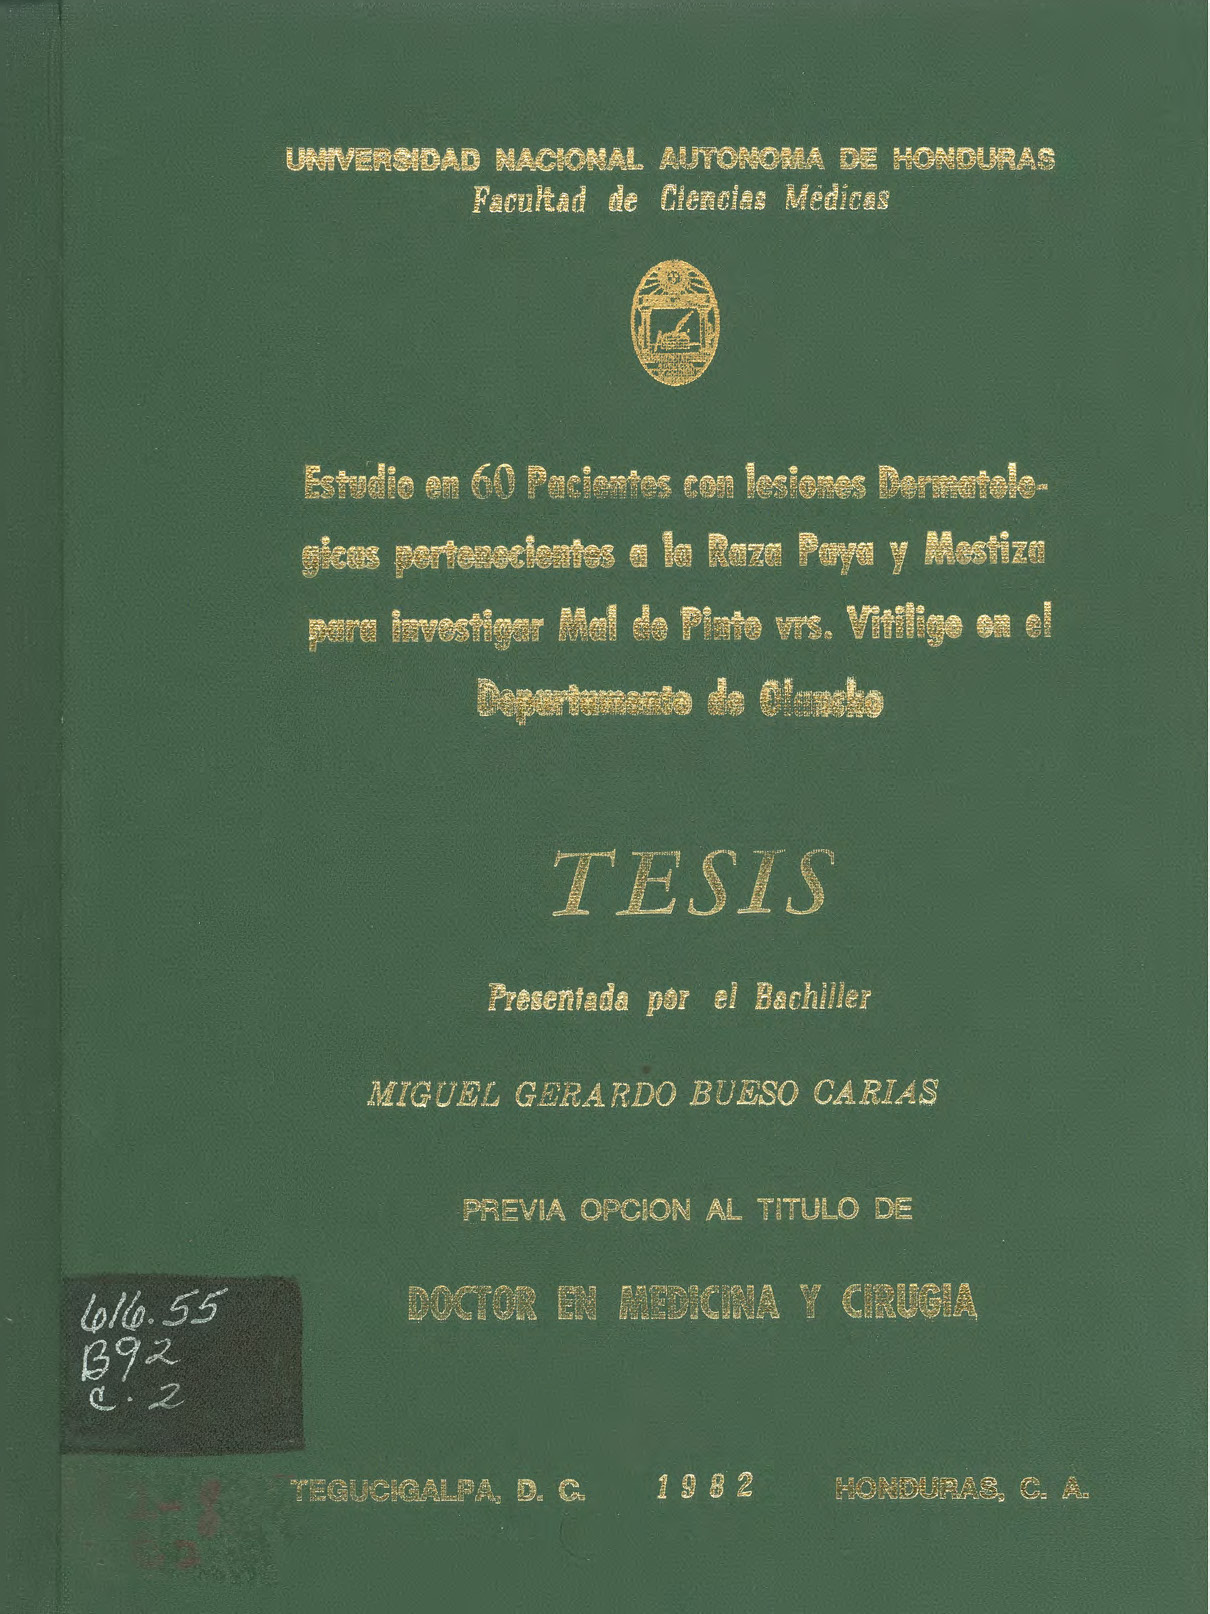 UNIVERSIDAD NACIONAL AUTONOMA DE HONDURAS
Facultad de Ciencias Médicas
Estudio en 60 Pacientes con lesiones Dermatolo-
gicas pertenecientes a la Raza Paya y Mestiza
para investigar Mal de Pinto vrs. Vitiligo en el
Departamento de Olancho
TESIS
Presentada por el Bachiller
MIGUEL GERARDO BUESO CARIAS
PREVIA OPCION AL TITULO DE
DOCTOR EN MEDICINA Y CIRUGIA
616.55
B92
c.2
TEGUCIGALPA, D. C. 1982 HONDURAS, C. A.